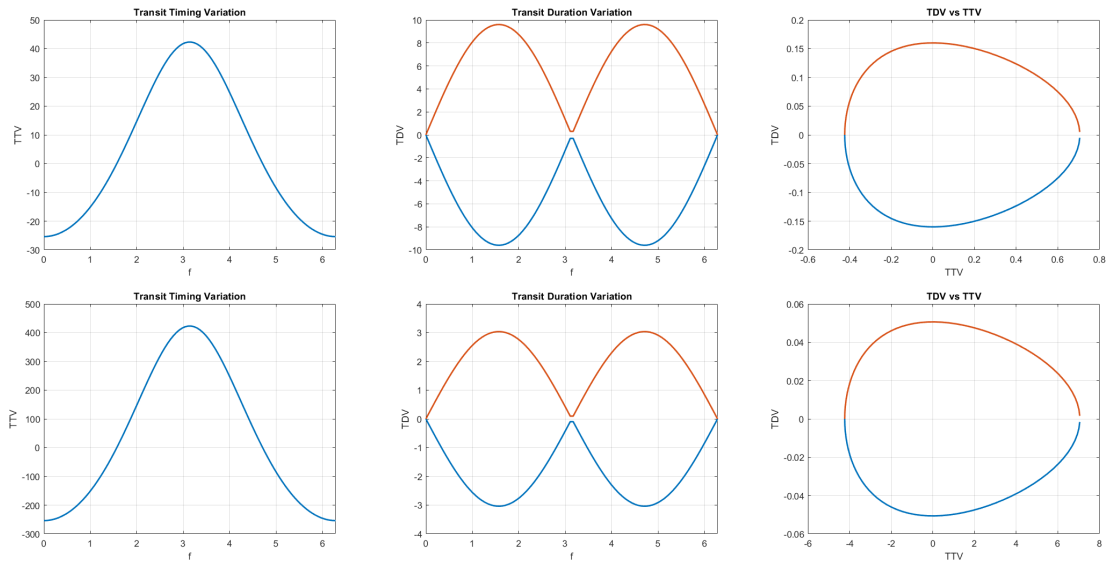 Transit Timing Variation
50
40
30
20
10
0
-10
-20
-30
TTV
0 1 2 3 4 5 6
f
Transit Duration Variation
10
8
6
4
2
0
-2
-4
-6
-8
-10
TDV
0 1 2 3 4 5 6
f
TDV vs TTV
0.2
0.15
0.1
0.05
0
-0.05
-0.1
-0.15
-0.2
TDV
-0.6 -0.4 -0.2 0 0.2 0.4 0.6 0.8
TTV
Transit Timing Variation
500
400
300
200
100
0
-100
-200
-300
TTV
0 1 2 3 4 5 6
f
Transit Duration Variation
4
3
2
1
0
-1
-2
-3
-4
TDV
0 1 2 3 4 5 6
f
TDV vs TTV
0.06
0.04
0.02
0
-0.02
-0.04
-0.06
TDV
-6 -4 -2 0 2 4 6 8
TTV